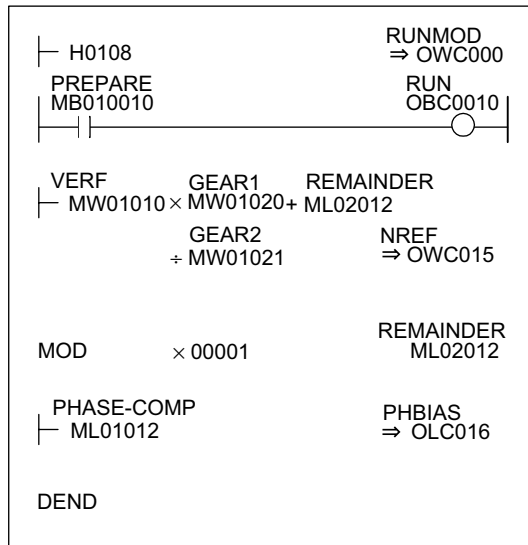 RUNMOD
├ H0108 ⇒ OWC000
PREPARE RUN
MB010010 OBC0010
VERF GEAR1 REMAINDER
├ MW01010 × MW01020 + ML02012
GEAR2 NREF
÷ MW01021 ⇒ OWC015
REMAINDER
MOD × 00001 ML02012
PHASE-COMP PHBIAS
├ ML01012 ⇒ OLC016
DEND